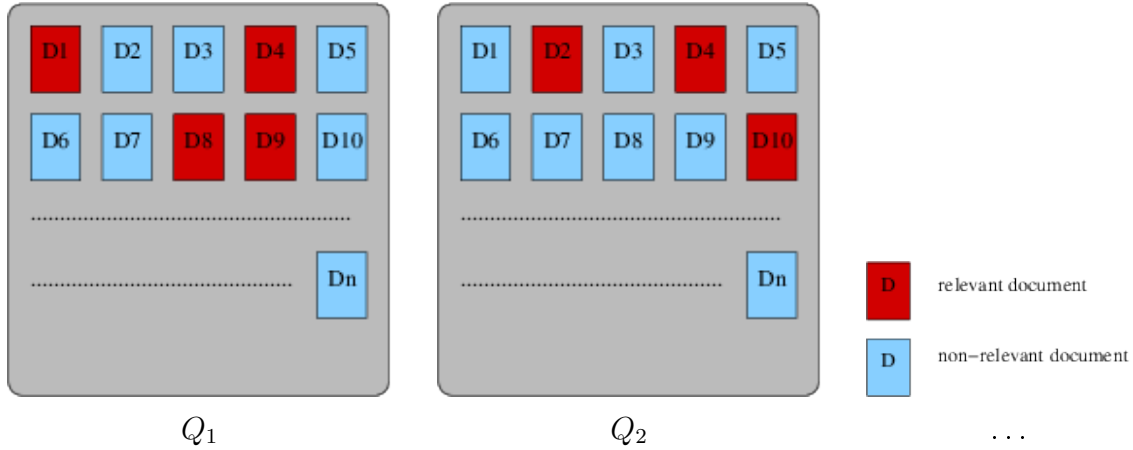 D1 D2 D3 D4 D5 D1 D2 D3 D4 D5
D6 D7 D8 D9 D10 D6 D7 D8 D9 D10
........................................................ ........................................................
.............................................. Dn .............................................. Dn
D relevant document
D non-relevant document
Q1 Q2 ...